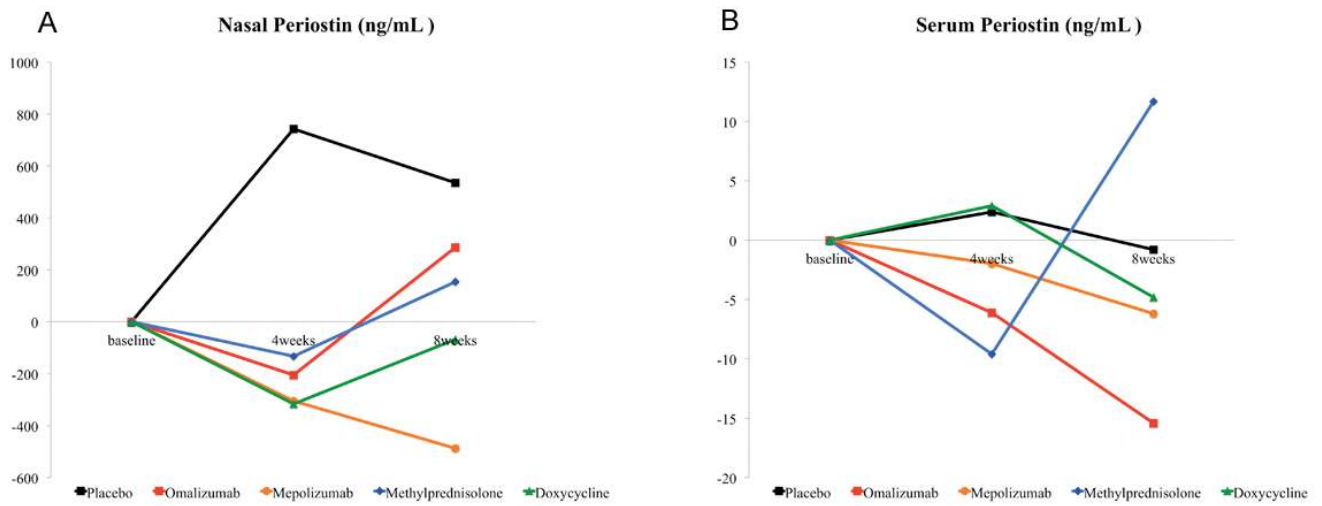 A
Nasal Periostin (ng/mL )
1000
800
600
400
200
0
-200
-400
-600
baseline
4weeks
8weeks
Placebo Omalizumab Mepolizumab Methylprednisolone Doxycycline
B
Serum Periostin (ng/mL )
15
10
5
0
-5
-10
-15
-20
baseline
4weeks
8weeks
Placebo Omalizumab Mepolizumab Methylprednisolone Doxycycline